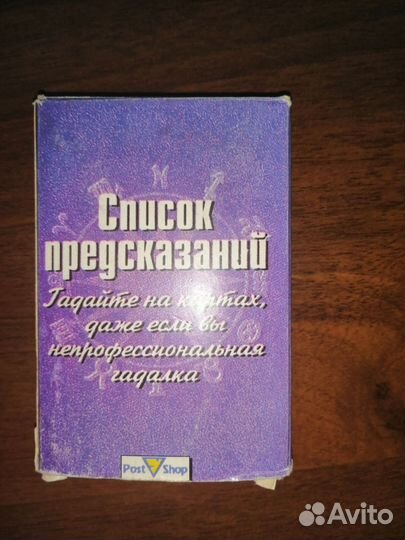 Список
предсказаний
Гадайте на картах,
даже если вы
непрофессиональная
гадалка
Post Shop
Avito